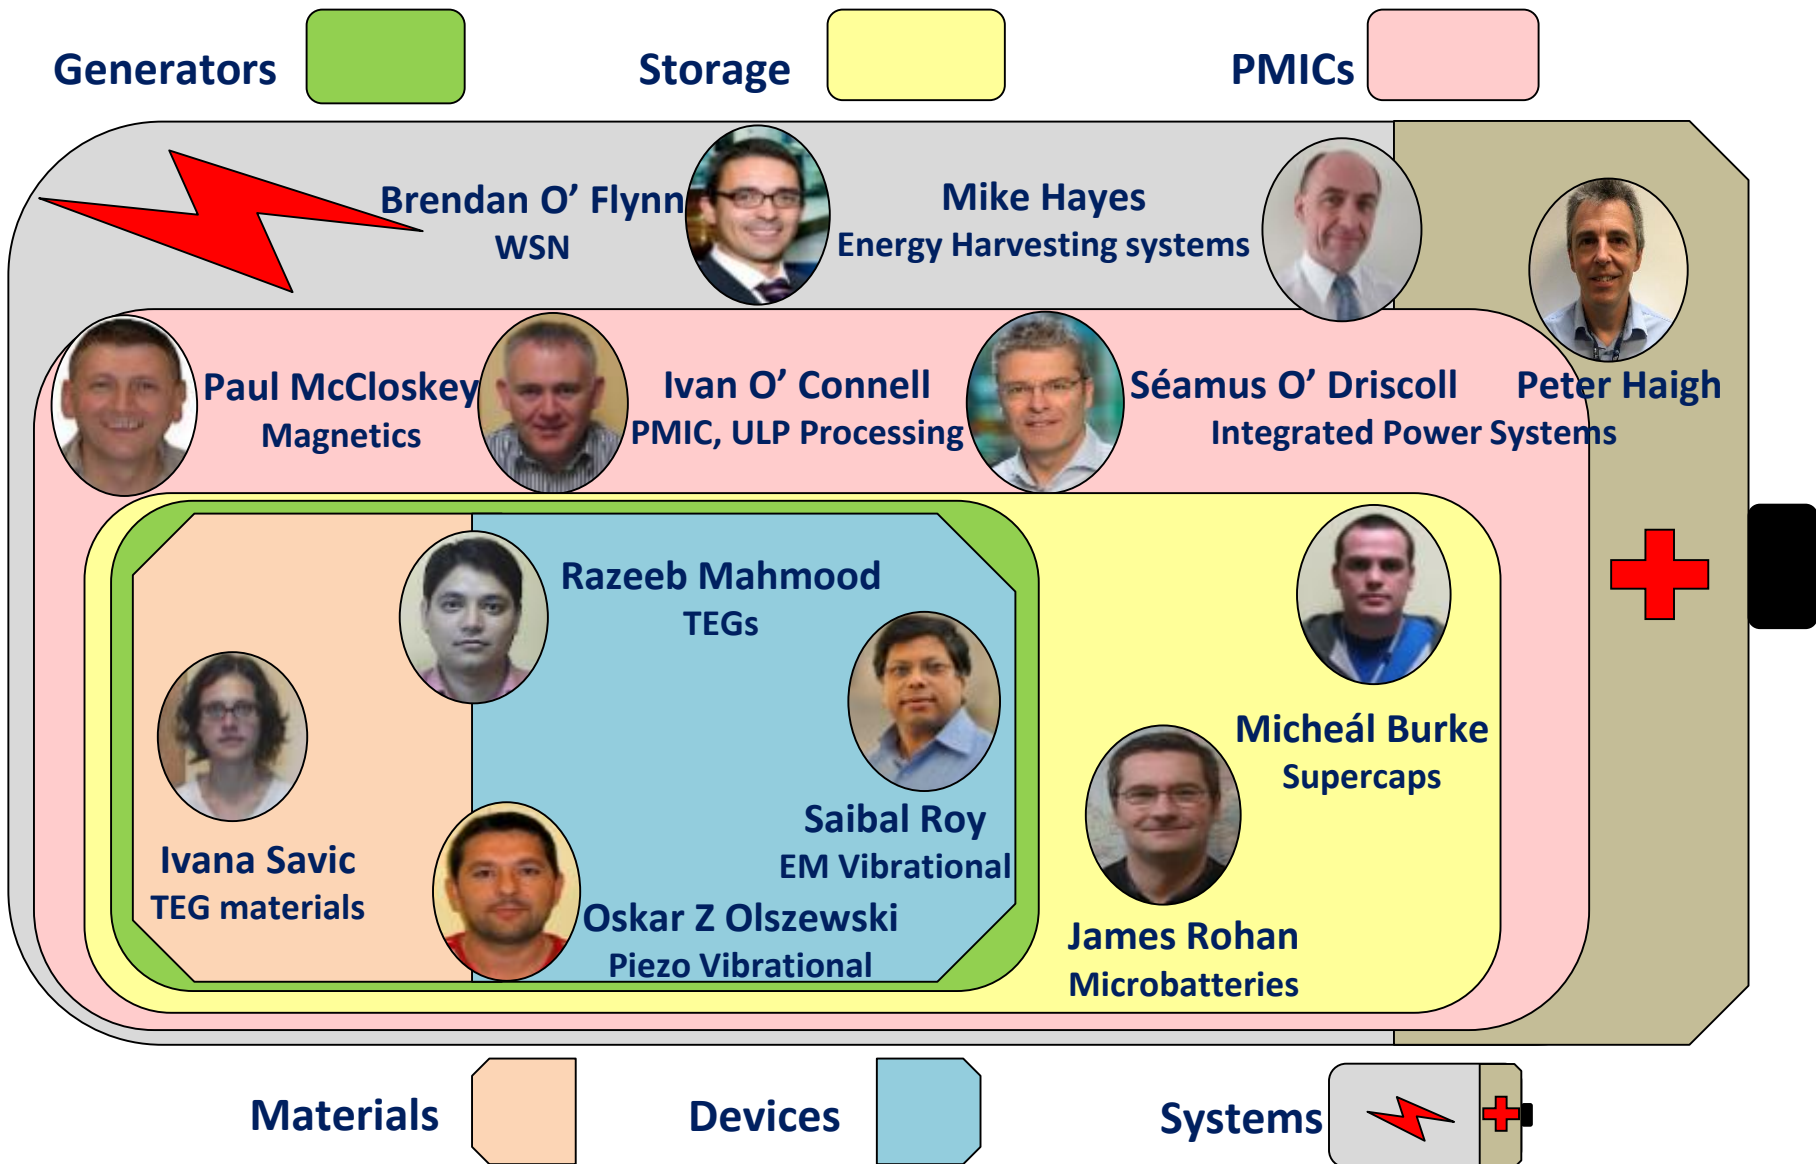 Generators
Storage
PMICs
Brendan O’ Flynn
WSN
Mike Hayes
Energy Harvesting systems
Paul McCloskey
Magnetics
Ivan O’ Connell
PMIC, ULP Processing
Séamus O’ Driscoll
Peter Haigh
Integrated Power Systems
Razeeb Mahmood
TEGs
Ivana Savic
TEG materials
Saibal Roy
EM Vibrational
Oskar Z Olszewski
Piezo Vibrational
Micheál Burke
Supercaps
James Rohan
Microbatteries
Materials
Devices
Systems